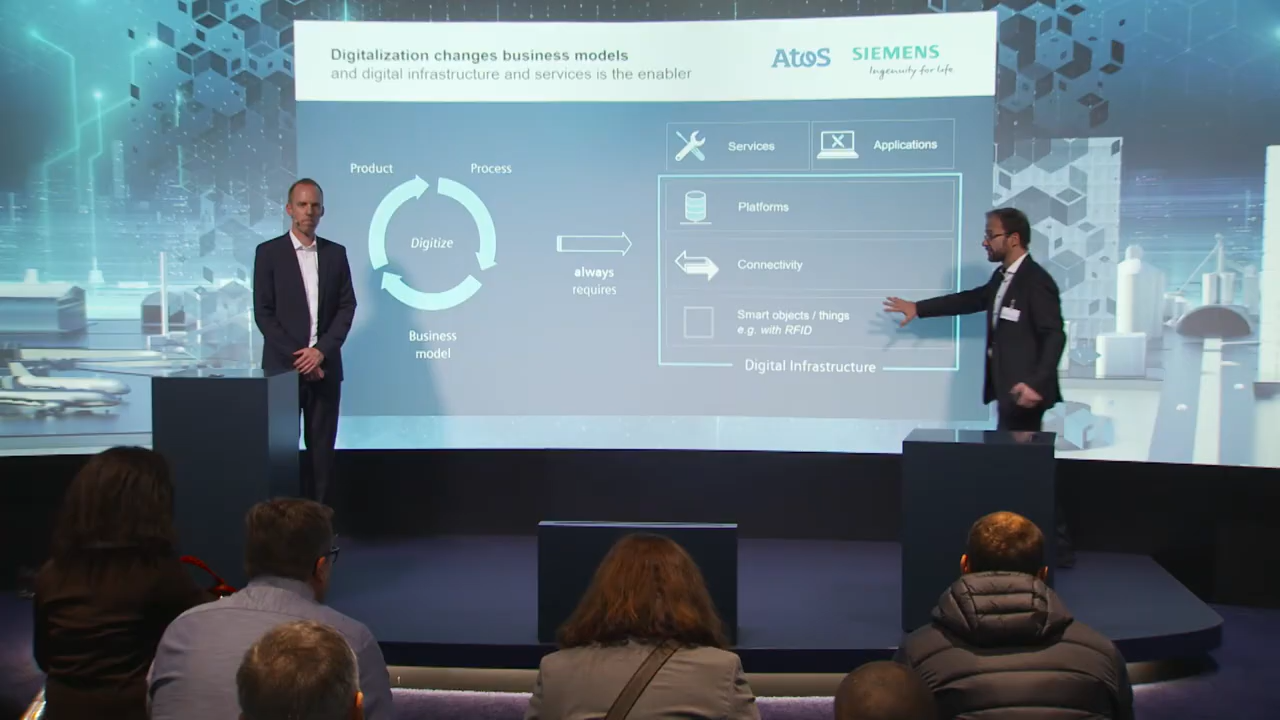 Digitalization changes business models
and digital infrastructure and services is the enabler
Atos
SIEMENS
Ingenuity for life
Product
Process
Digitize
Business
model
always
requires
Services
Applications
Platforms
Connectivity
Smart objects / things
e.g. with RFID
Digital Infrastructure